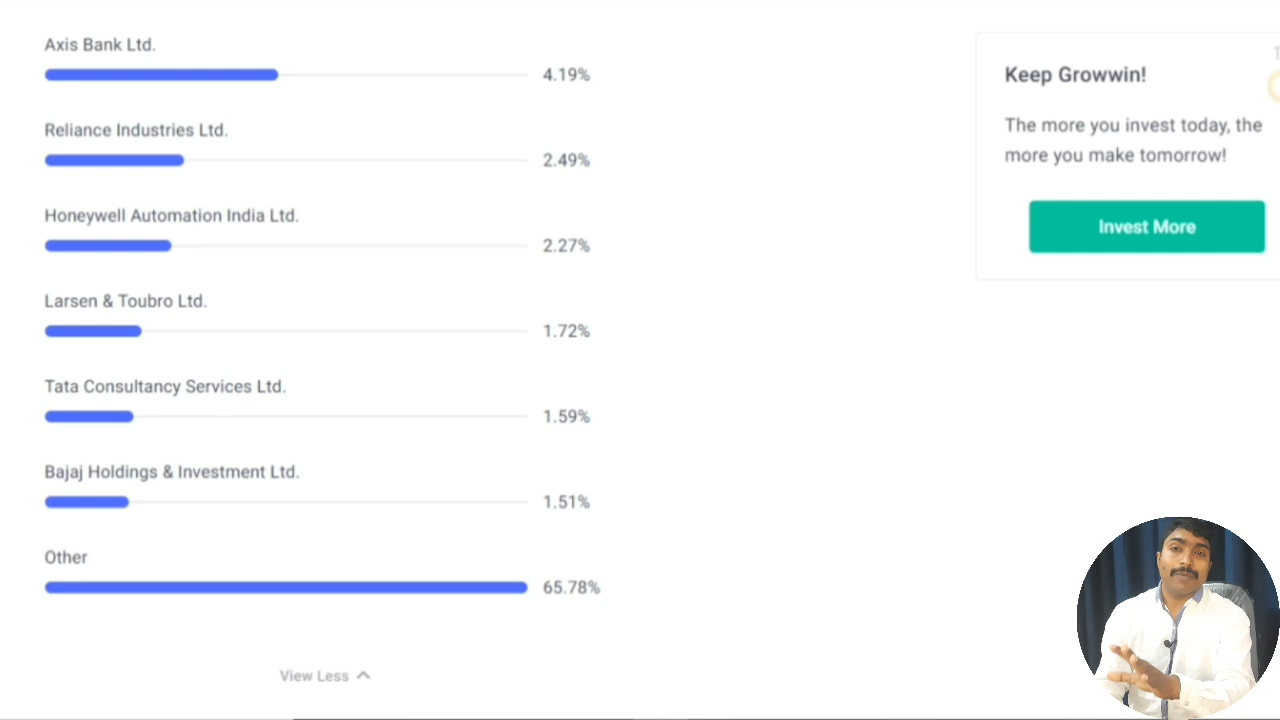 Axis Bank Ltd.
4.19%
Reliance Industries Ltd.
2.49%
Honeywell Automation India Ltd.
2.27%
Larsen & Toubro Ltd.
1.72%
Tata Consultancy Services Ltd.
1.59%
Bajaj Holdings & Investment Ltd.
1.51%
Other
65.78%
View Less
Keep Growwin!
The more you invest today, the
more you make tomorrow!
Invest More